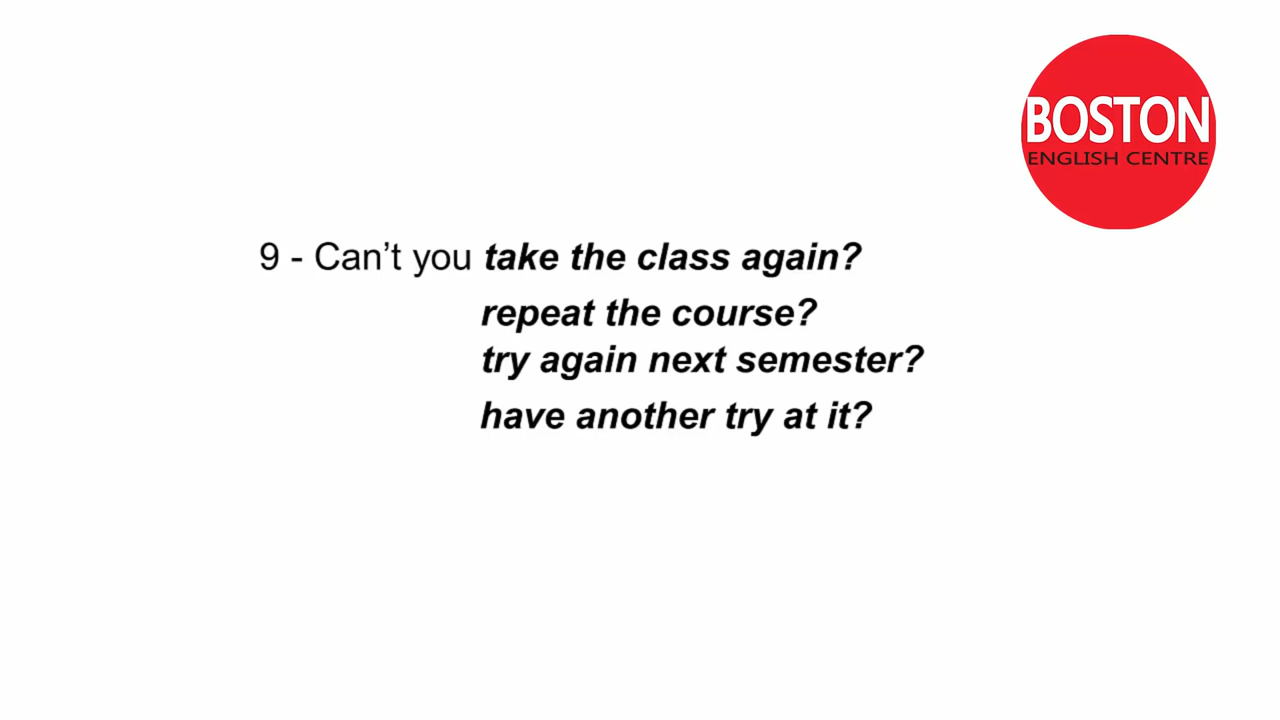 BOSTON
ENGLISH CENTRE
9 - Can't you take the class again?
repeat the course?
try again next semester?
have another try at it?